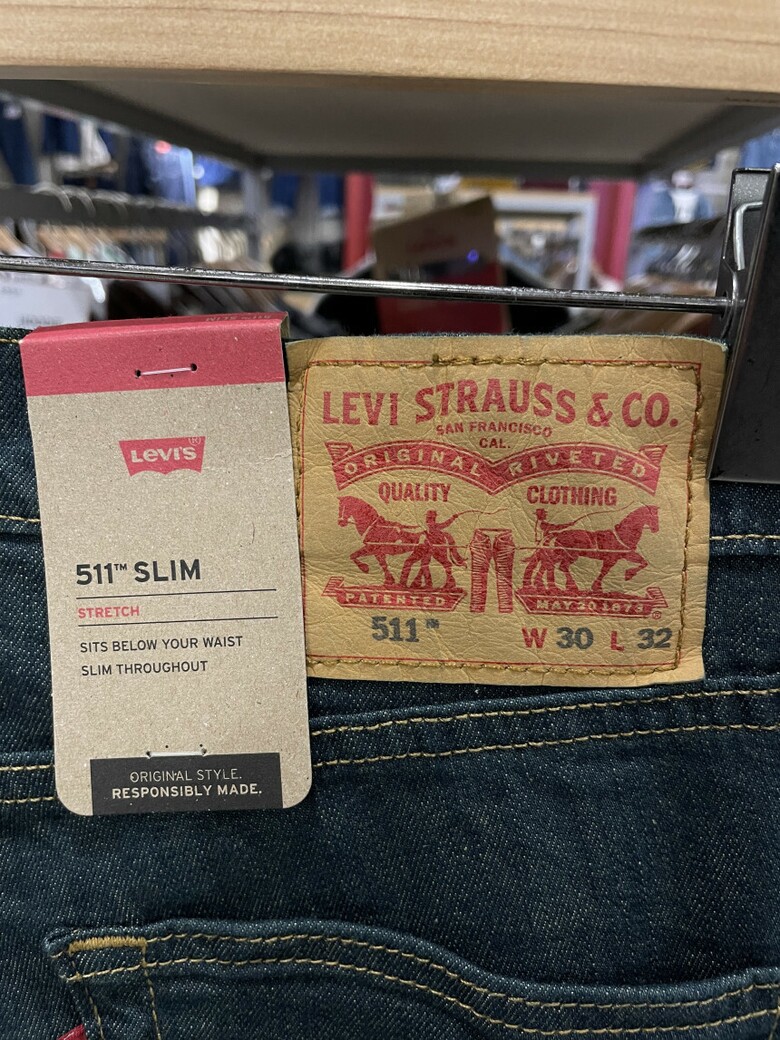 LEVI'S
511™ SLIM
STRETCH
SITS BELOW YOUR WAIST
SLIM THROUGHOUT
ORIGINAL STYLE.
RESPONSIBLY MADE.
LEVI STRAUSS & CO.
SAN FRANCISCO
CAL.
ORIGINAL RIVETED
QUALITY CLOTHING
PATENTED MAY 20 1873
511™ W 30 L 32